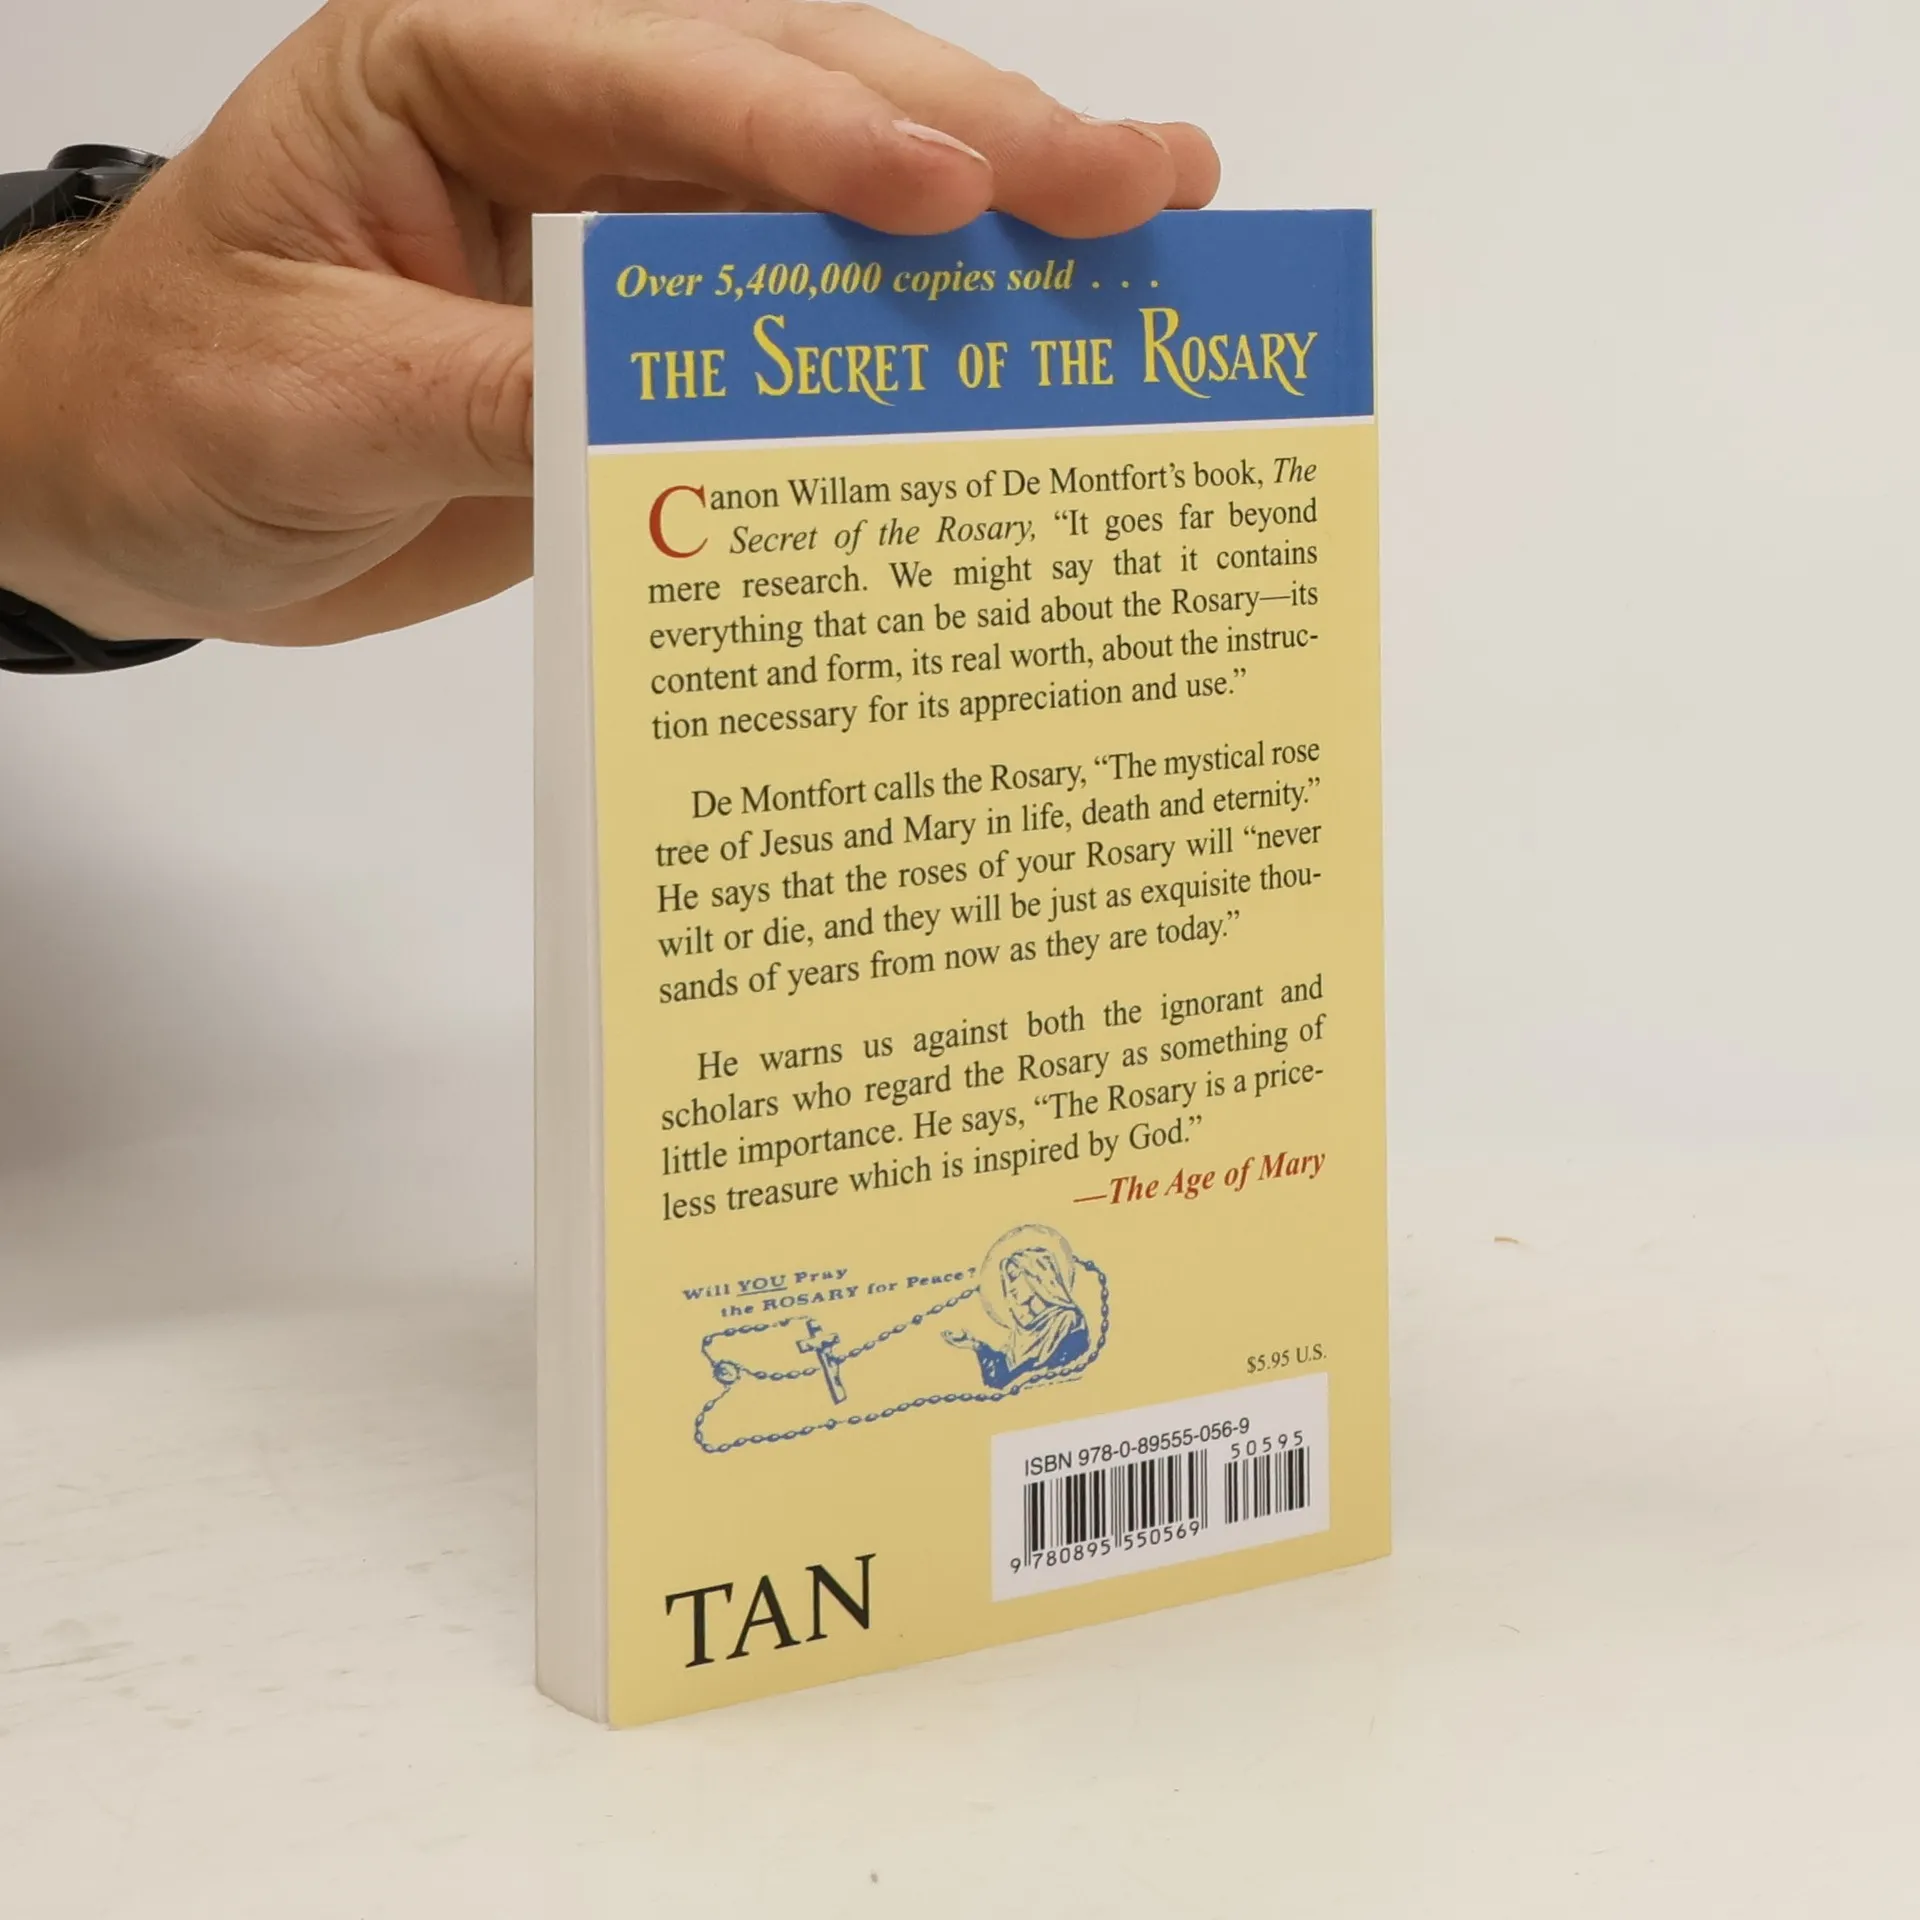 Over 5,400,000 copies sold . . .
THE SECRET OF THE ROSARY
Canon Willam says of De Montfort’s book, The
Secret of the Rosary, “It goes far beyond
mere research. We might say that it contains
everything that can be said about the Rosary—its
content and form, its real worth, about the instruc-
tion necessary for its appreciation and use.”
De Montfort calls the Rosary, “The mystical rose
tree of Jesus and Mary in life, death and eternity.”
He says that the roses of your Rosary will “never
wilt or die, and they will be just as exquisite thou-
sands of years from now as they are today.”
He warns us against both the ignorant and
scholars who regard the Rosary as something of
little importance. He says, “The Rosary is a price-
less treasure which is inspired by God.”
—The Age of Mary
Will YOU Pray
the ROSARY for Peace?
$5.95 U.S.
ISBN 978-0-89555-056-9
50595
9 780895 550569
TAN